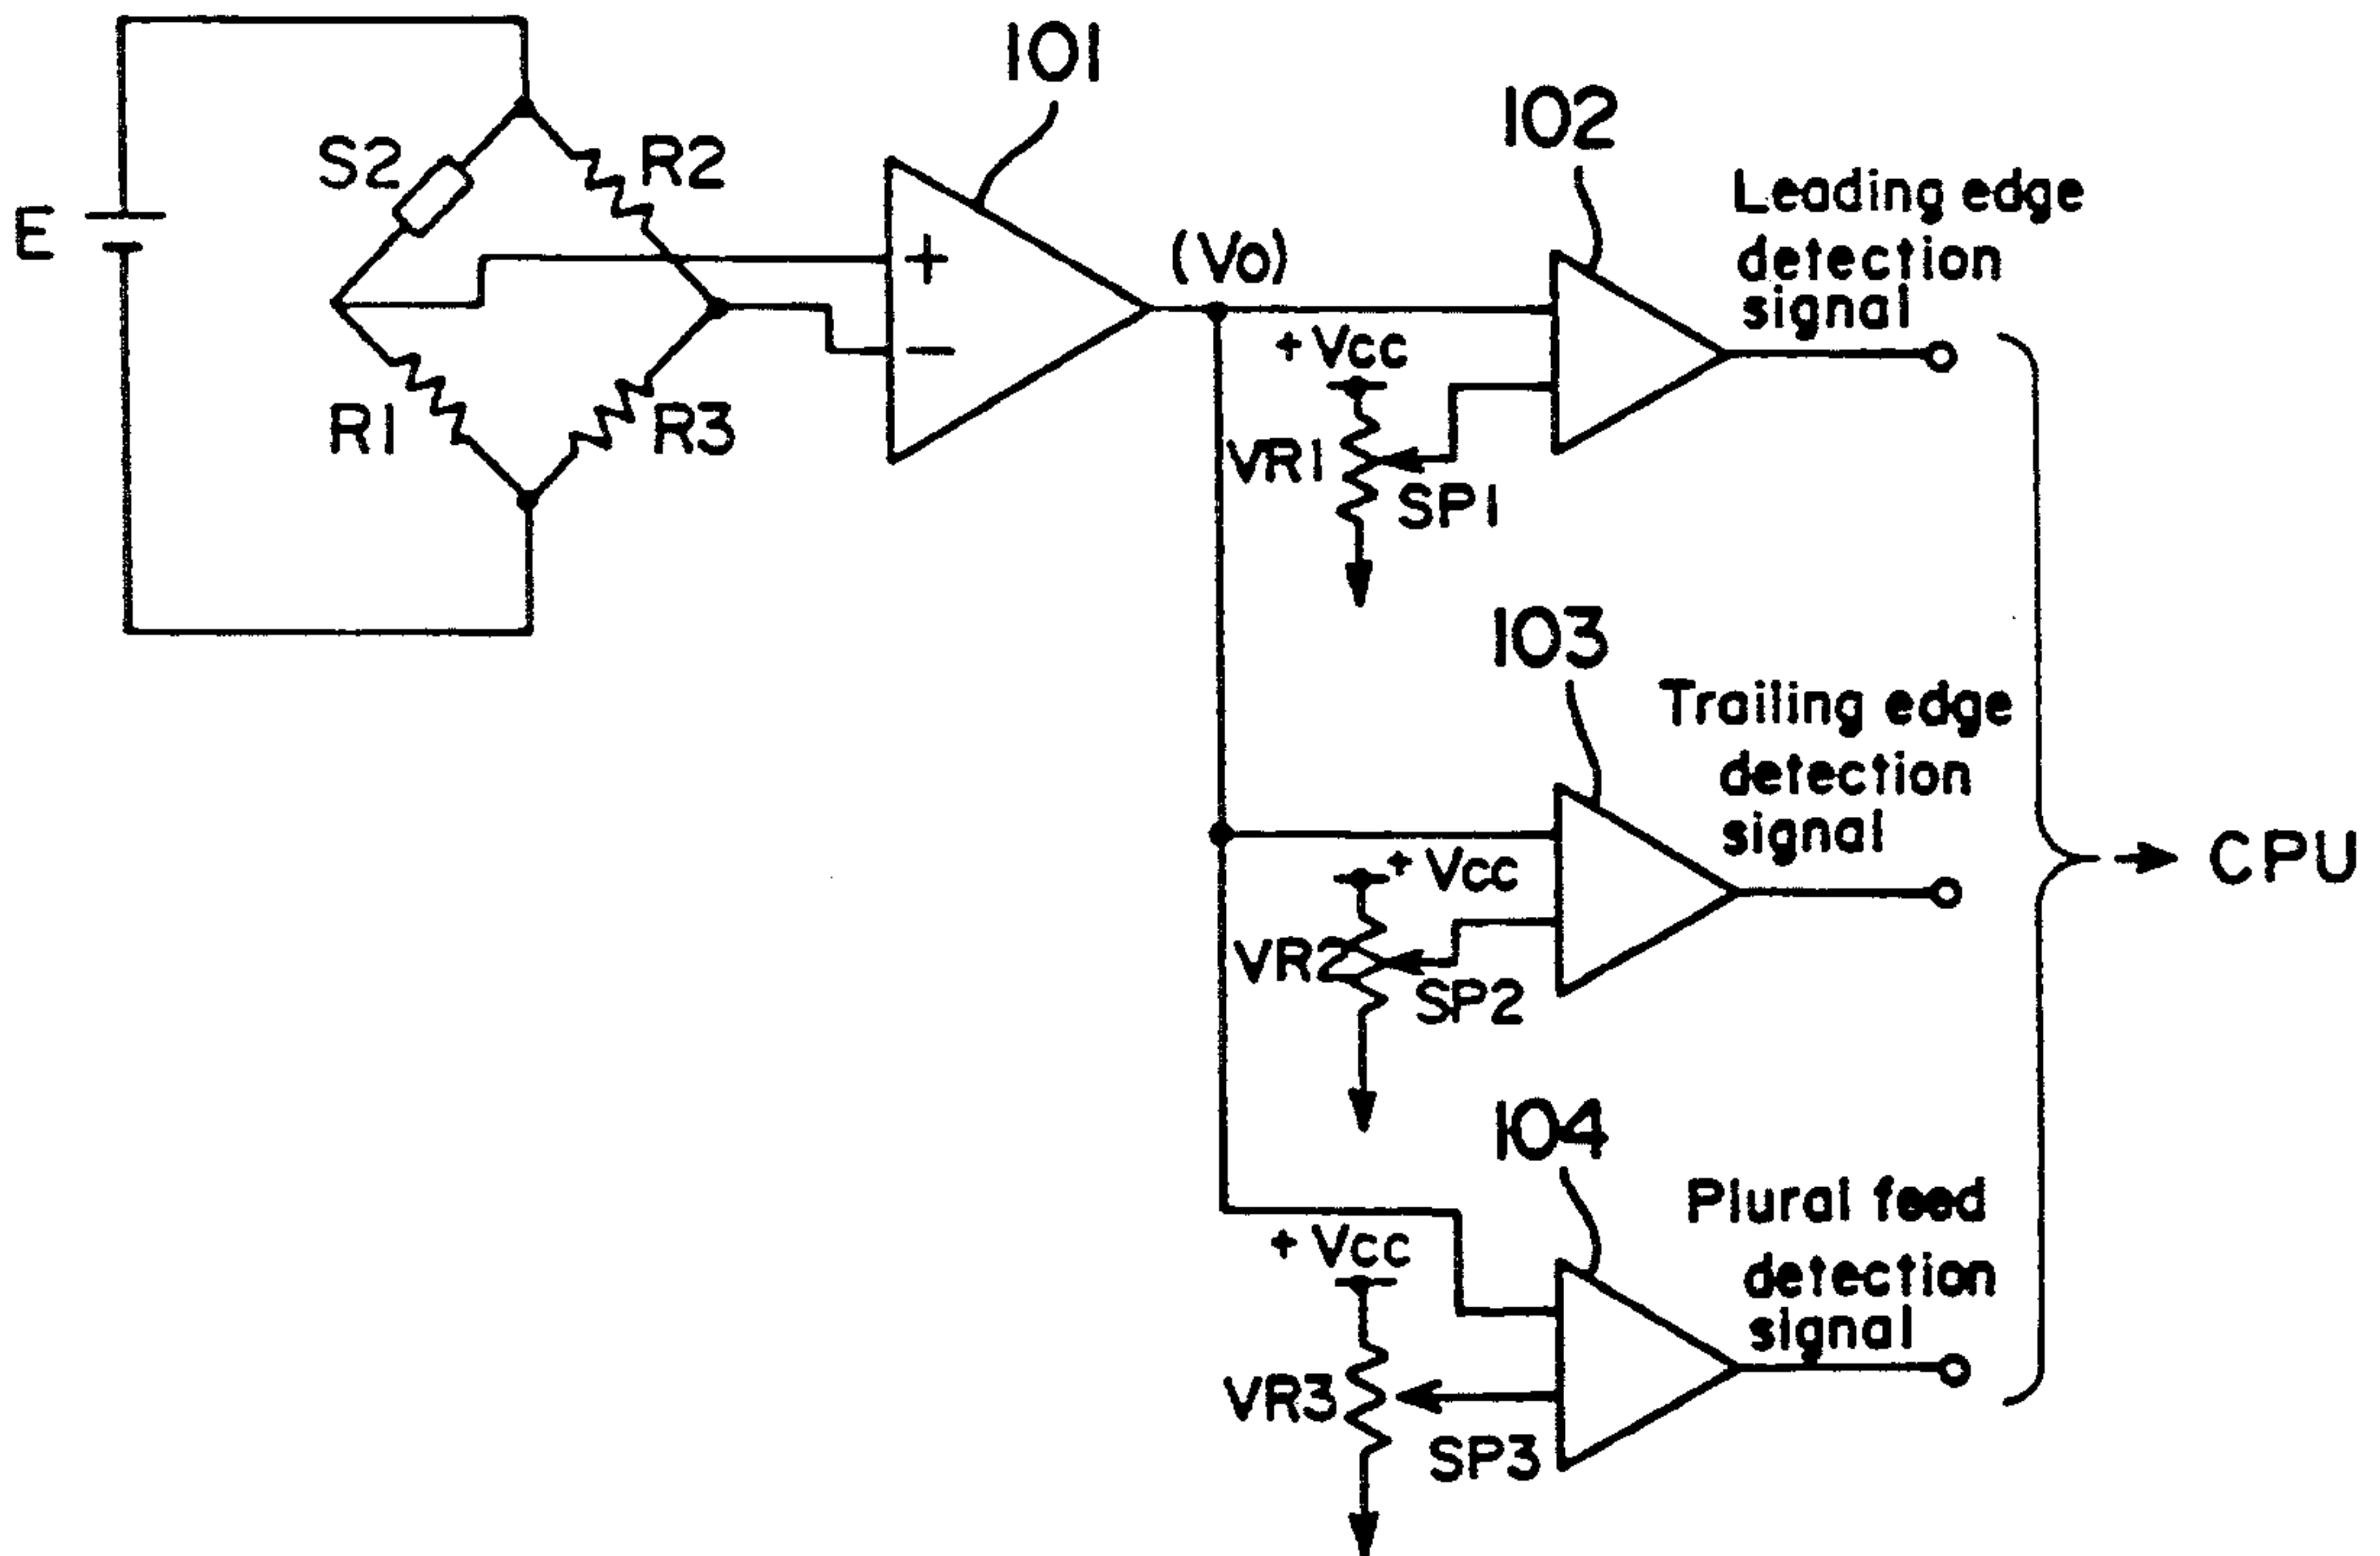 101
102
S2
R2
E
Leading edge
detection
signal
+
(Vo)
−
+Vcc
R1
R3
VR1
SP1
103
Trailing edge
detection
signal
+Vcc
CPU
VR2
SP2
104
Plural feed
detection
signal
+Vcc
VR3
SP3